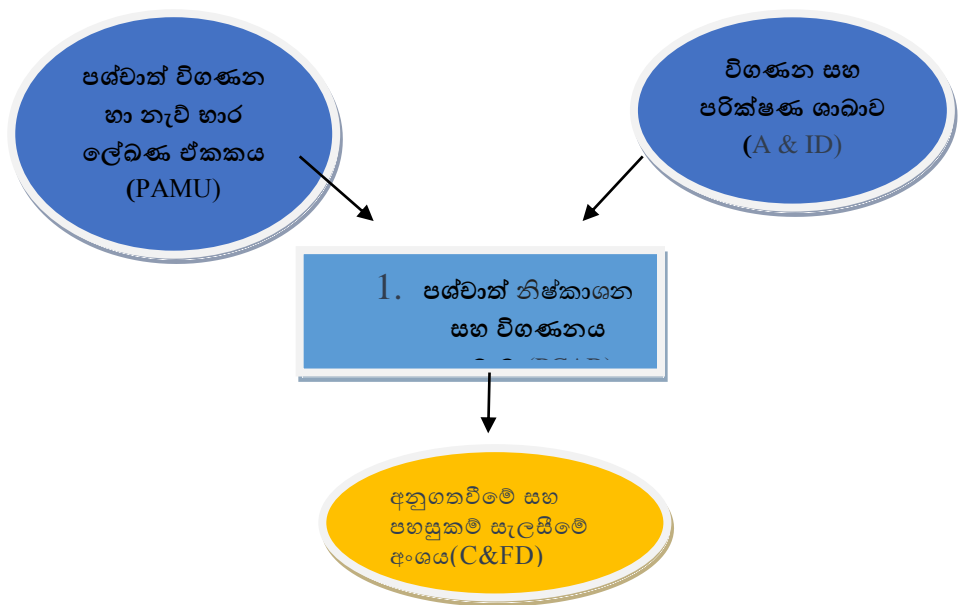 පශ්චාත් විගණන
හා නැව් භාර
ලේඛණ ඒකකය
(PAMU)
විගණන සහ
පරික්ෂණ ශාඛාව
(A & ID)
1. පශ්චාත් නිෂ්කාශන
සහ විගණනය
අනුගතවීමේ සහ
පහසුකම් සැලසීමේ
අංශය(C&FD)